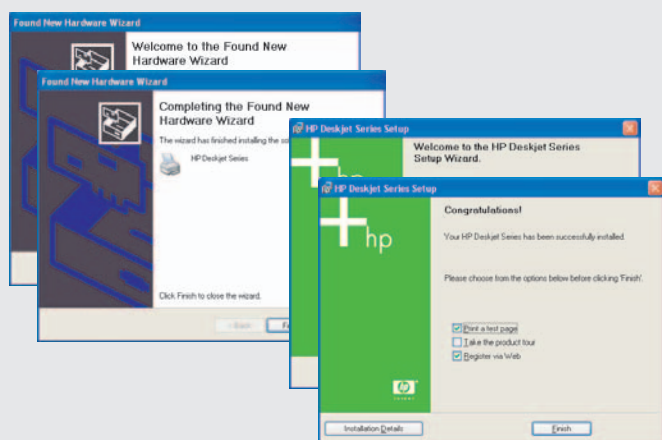 Found New Hardware Wizard
Welcome to the Found New
Hardware Wizard
Found New Hardware Wizard
Completing the Found New
Hardware Wizard
The wizard has finished installing the
HP Deskjet Series
Click Finish to close the wizard.
< Back
HP Deskjet Series Setup
Welcome to the HP Deskjet Series
Setup Wizard.
hp
HP Deskjet Series Setup
hp
Congratulations!
Your HP Deskjet Series has been successfully installed.
Please choose from the options below before clicking 'Finish'.
Print a test page
Take the product tour
Register via Web
hp
invent
Installation Details
Finish